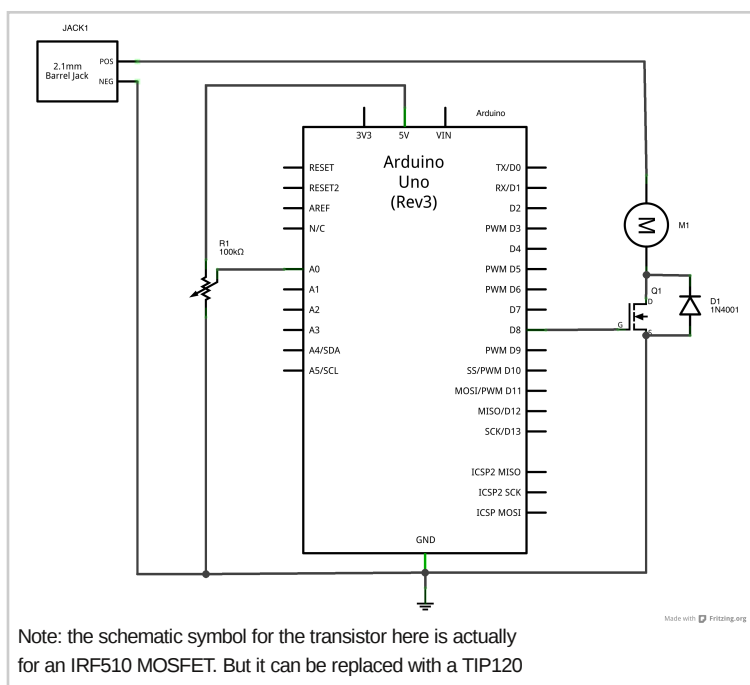 JACK1
2.1mm
Barrel Jack
POS
NEG
Arduino
3V3
5V
VIN
Arduino
Uno
(Rev3)
RESET
RESET2
AREF
N/C
A0
A1
A2
A3
A4/SDA
A5/SCL
TX/D0
RX/D1
D2
PWM D3
D4
PWM D5
PWM D6
D7
D8
PWM D9
SS/PWM D10
MOSI/PWM D11
MISO/D12
SCK/D13
ICSP2 MISO
ICSP2 SCK
ICSP MOSI
GND
R1
100kΩ
M
M1
Q1
D
G
S
D1
1N4001
Made with Fritzing.org
Note: the schematic symbol for the transistor here is actually
for an IRF510 MOSFET. But it can be replaced with a TIP120